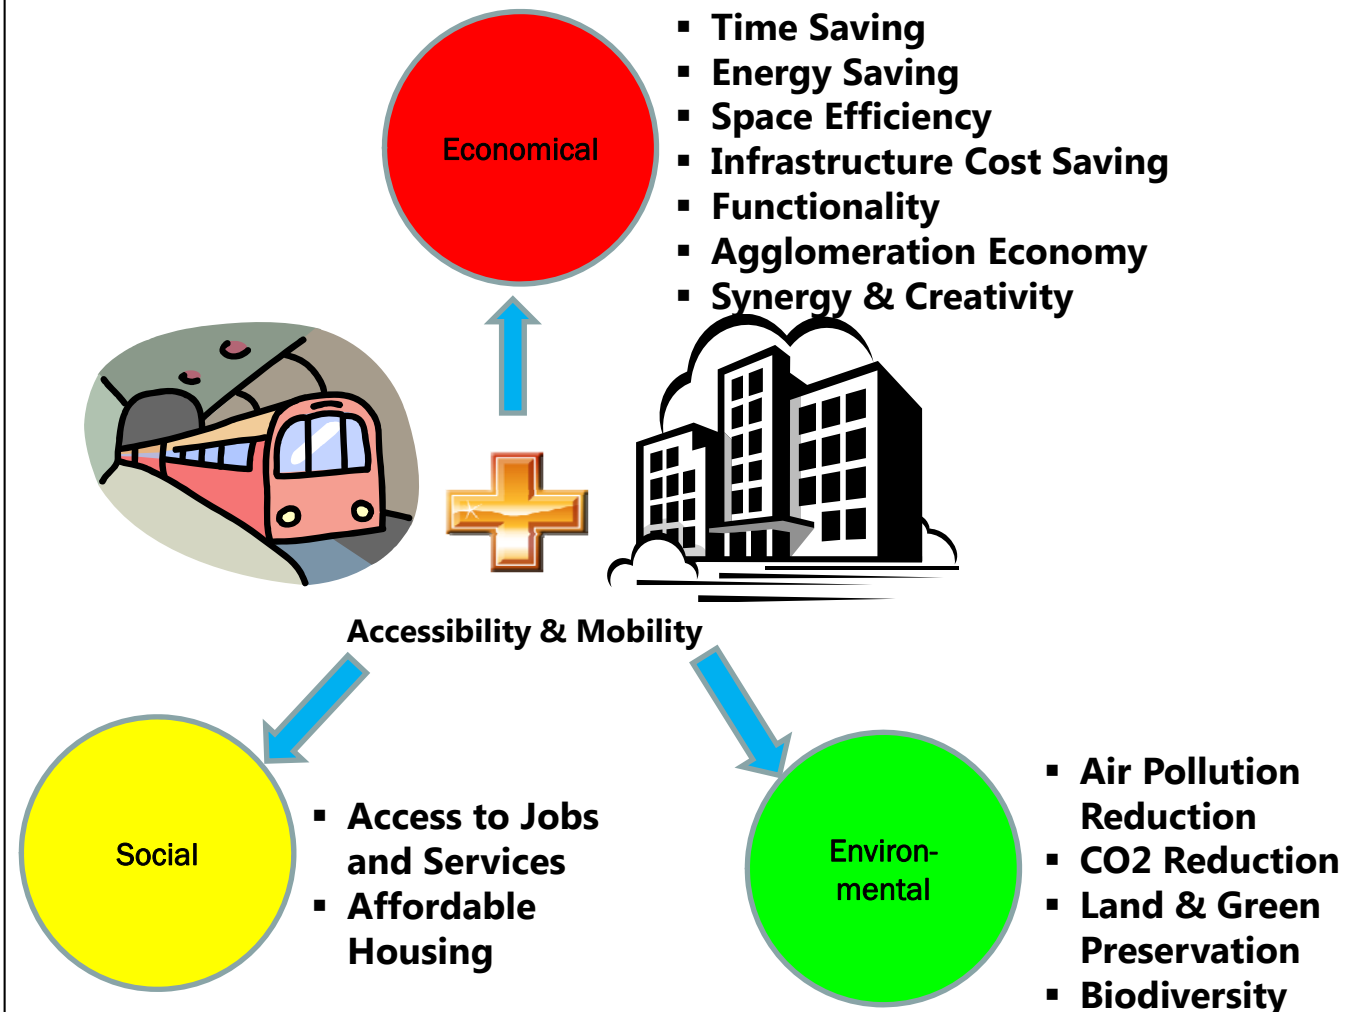 Economical
▪ Time Saving
▪ Energy Saving
▪ Space Efficiency
▪ Infrastructure Cost Saving
▪ Functionality
▪ Agglomeration Economy
▪ Synergy & Creativity
Accessibility & Mobility
Social
▪ Access to Jobs
and Services
▪ Affordable
Housing
Environ-
mental
▪ Air Pollution
Reduction
▪ CO2 Reduction
▪ Land & Green
Preservation
▪ Biodiversity